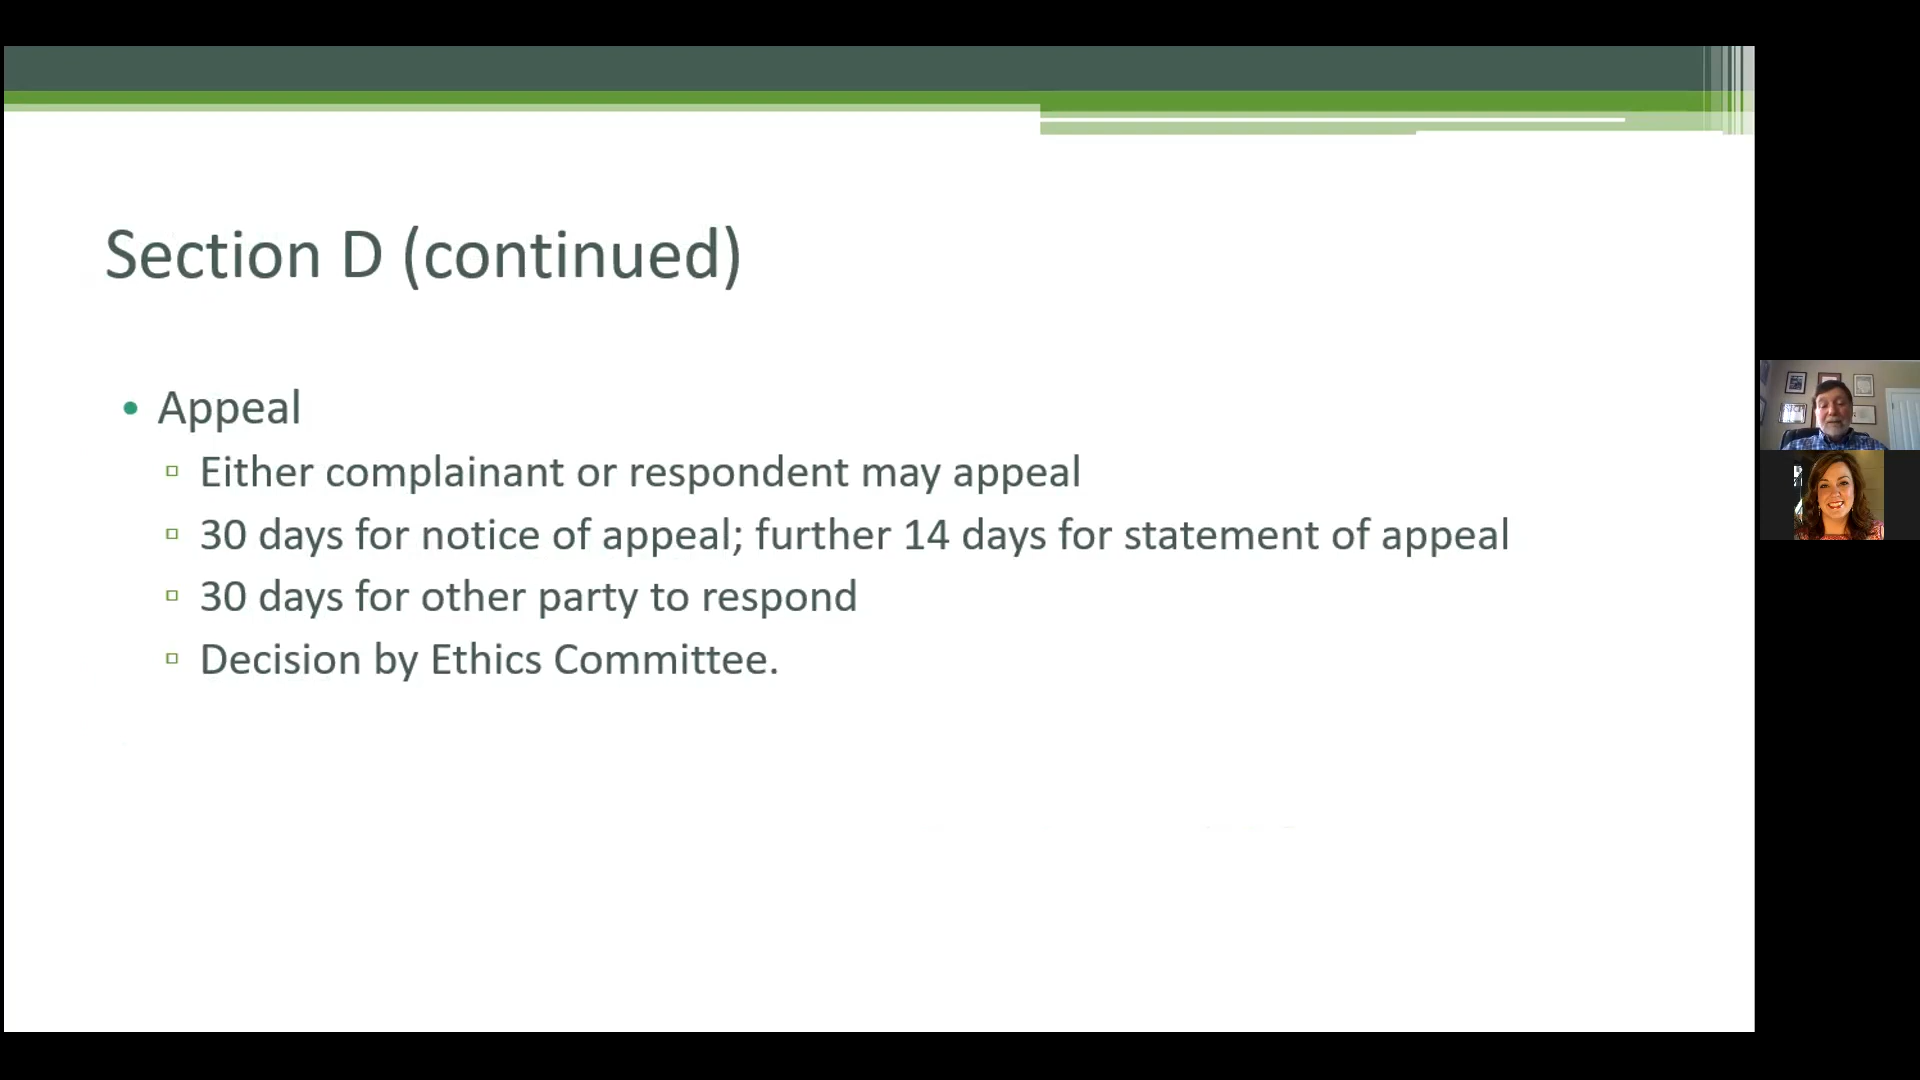 Section D (continued)
• Appeal
▫ Either complainant or respondent may appeal
▫ 30 days for notice of appeal; further 14 days for statement of appeal
▫ 30 days for other party to respond
▫ Decision by Ethics Committee.